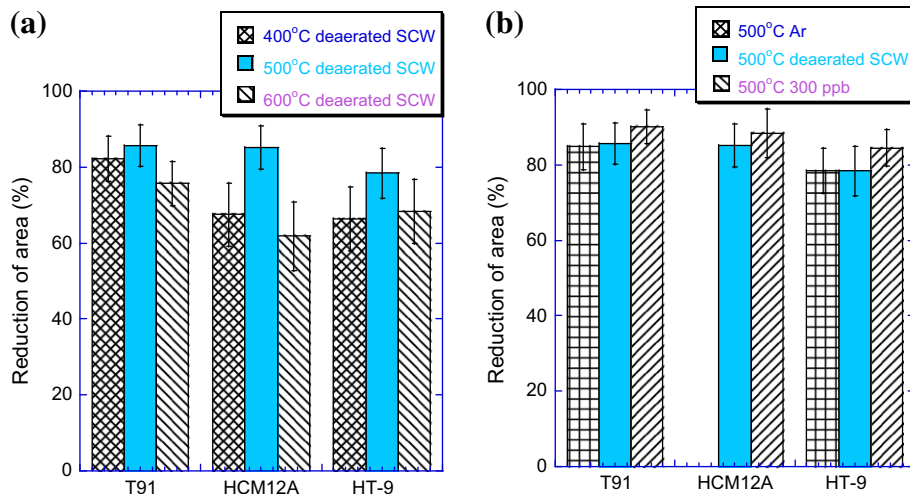 (a)
400°C deaerated SCW
500°C deaerated SCW
600°C deaerated SCW
Reduction of area (%)
100
80
60
40
20
0
T91
HCM12A
HT-9
(b)
500°C Ar
500°C deaerated SCW
500°C 300 ppb
Reduction of area (%)
100
80
60
40
20
0
T91
HCM12A
HT-9